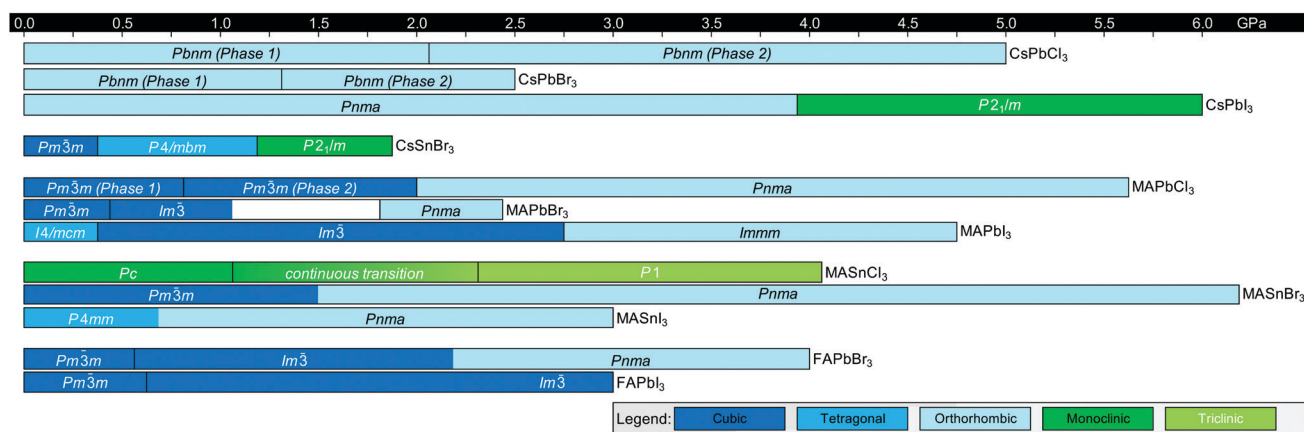 0.0 0.5 1.0 1.5 2.0 2.5 3.0 3.5 4.0 4.5 5.0 5.5 6.0 GPa
Pbnm (Phase 1) Pbnm (Phase 2) CsPbCl₃
Pbnm (Phase 1) Pbnm (Phase 2) CsPbBr₃
Pnma P2₁/m CsPbI₃
Pm3̄m P4/mbm P2₁/m CsSnBr₃
Pm3̄m (Phase 1) Pm3̄m (Phase 2) Pnma MAPbCl₃
Pm3̄m Im3̄ Pnma MAPbBr₃
I4/mcm Im3̄ Immm MAPbI₃
Pc continuous transition P1 MASnCl₃
Pm3̄m Pnma MASnBr₃
P4mm Pnma MASnI₃
Pm3̄m Im3̄ Pnma FAPbBr₃
Pm3̄m Im3̄ FAPbI₃
Legend: Cubic Tetragonal Orthorhombic Monoclinic Triclinic